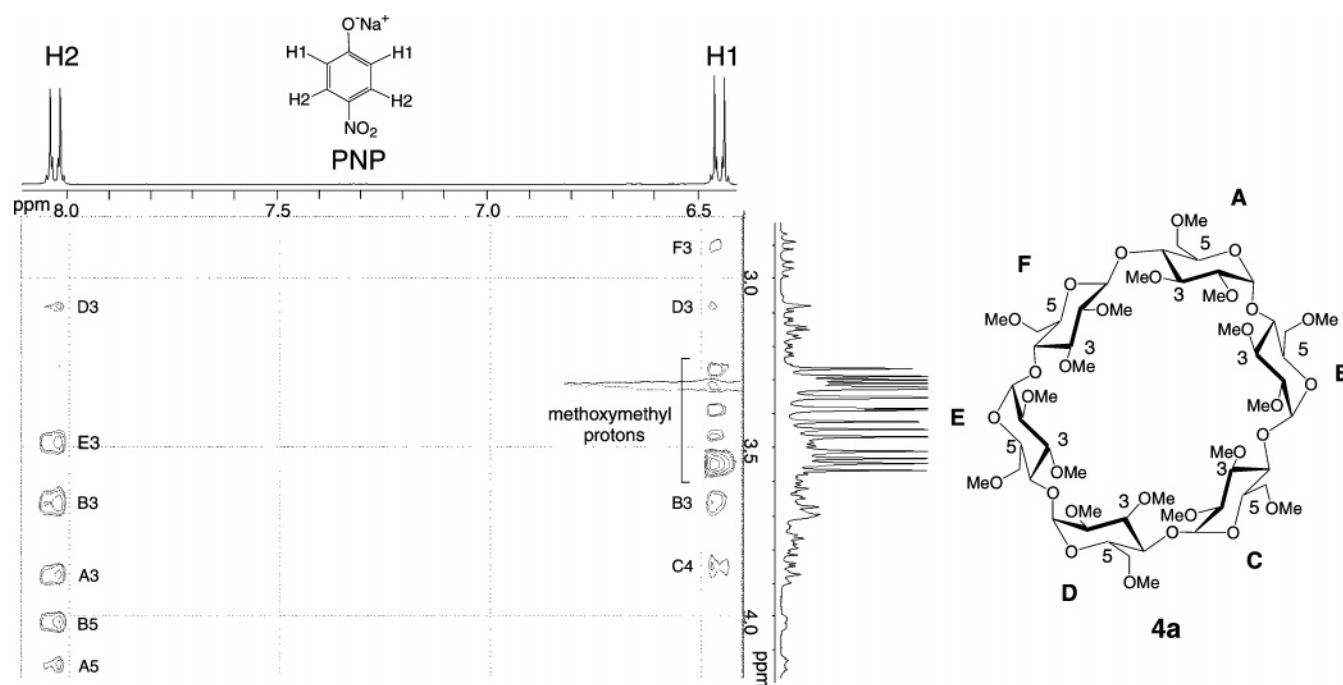 O⁻Na⁺
H2
H1 H1
H1
H2 H2
NO₂
PNP
ppm 8.0 7.5 7.0 6.5
F3
3.0
D3 D3
methoxymethyl
protons
E3
3.5
B3 B3
A3
C4
B5
4.0
A5
ppm
A
OMe
5
O
O
F
O
MeO
3
MeO
5
OMe
O
MeO
O
MeO
OMe
3
5
3
O
OMe
O
B
MeO
E
O
OMe
O
5
3
MeO
OMe
3
MeO
O
3
OMe
OMe
MeO
5
OMe
O
5
O
O
O
C
D
OMe
4a